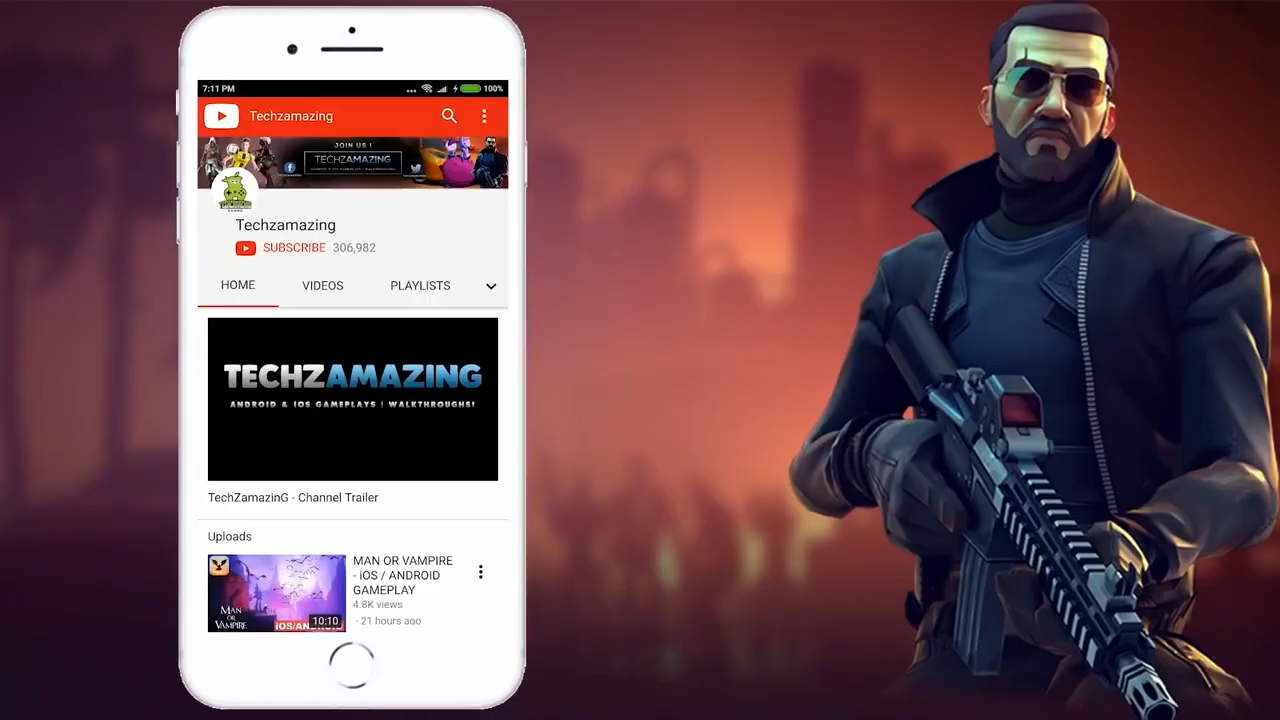 7:11 PM
100%
Techzamazing
JOIN US !
TECHZAMAZING
Techzamazing
SUBSCRIBE 306,982
HOME VIDEOS PLAYLISTS
TECHZAMAZING
ANDROID & IOS GAMEPLAYS | WALKTHROUGHS!
TechZamazinG - Channel Trailer
Uploads
MAN OR VAMPIRE
- iOS / ANDROID
GAMEPLAY
4.8K views
· 21 hours ago
MAN
OR
VAMPIRE
10:10